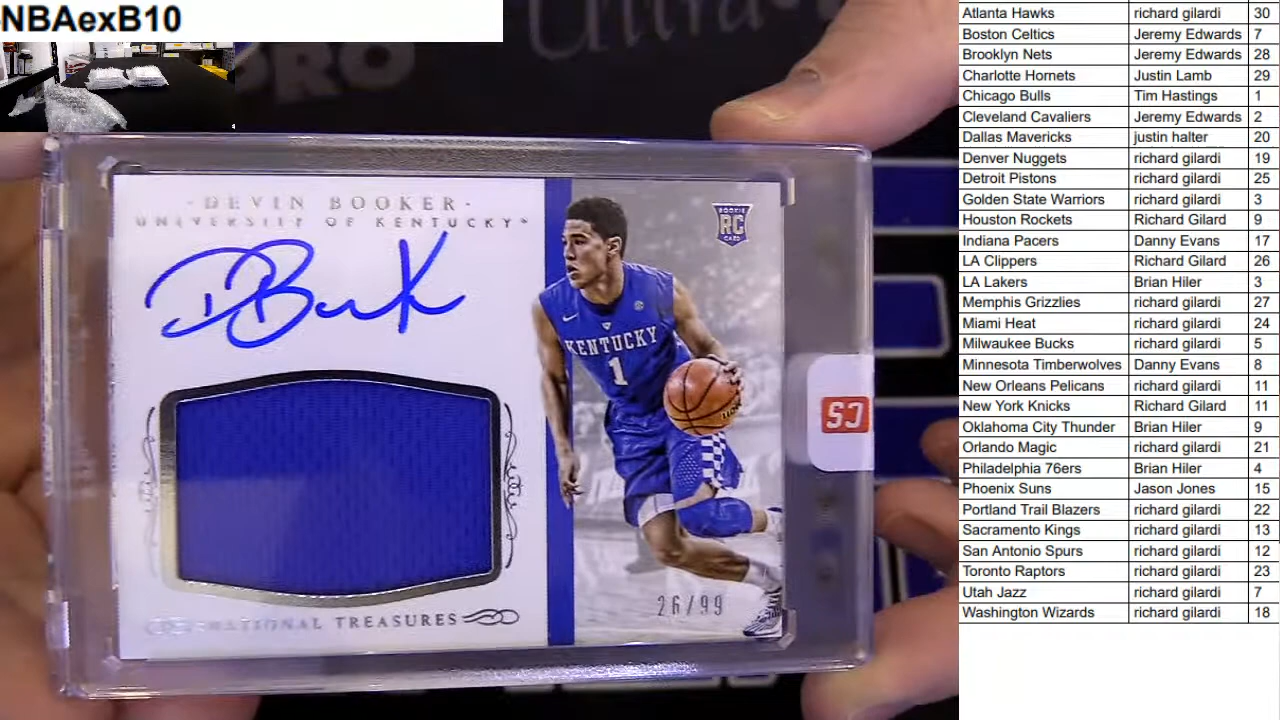 NBAexB10
Ultra
PRO
·DEVIN BOOKER·
UNIVERSITY OF KENTUCKY
D Book
ROOKIE
RC
CARD
KENTUCKY
1
CS
26/99
NATIONAL TREASURES
Atlanta Hawks richard gilardi 30
Boston Celtics Jeremy Edwards 7
Brooklyn Nets Jeremy Edwards 28
Charlotte Hornets Justin Lamb 29
Chicago Bulls Tim Hastings 1
Cleveland Cavaliers Jeremy Edwards 2
Dallas Mavericks justin halter 20
Denver Nuggets richard gilardi 19
Detroit Pistons richard gilardi 25
Golden State Warriors richard gilardi 3
Houston Rockets Richard Gilard 9
Indiana Pacers Danny Evans 17
LA Clippers Richard Gilard 26
LA Lakers Brian Hiler 3
Memphis Grizzlies richard gilardi 27
Miami Heat richard gilardi 24
Milwaukee Bucks richard gilardi 5
Minnesota Timberwolves Danny Evans 8
New Orleans Pelicans richard gilardi 11
New York Knicks Richard Gilard 11
Oklahoma City Thunder Brian Hiler 9
Orlando Magic richard gilardi 21
Philadelphia 76ers Brian Hiler 4
Phoenix Suns Jason Jones 15
Portland Trail Blazers richard gilardi 22
Sacramento Kings richard gilardi 13
San Antonio Spurs richard gilardi 12
Toronto Raptors richard gilardi 23
Utah Jazz richard gilardi 7
Washington Wizards richard gilardi 18